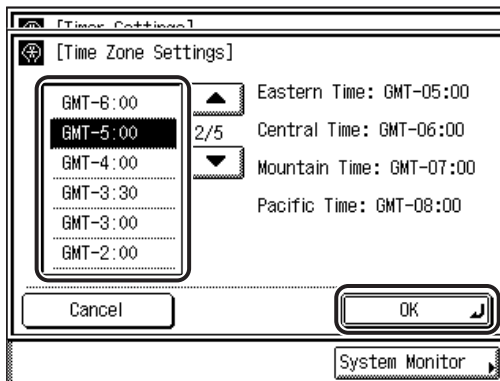 [Timer Settings]
[Time Zone Settings]
GMT-6:00
GMT-5:00
GMT-4:00
GMT-3:30
GMT-3:00
GMT-2:00
2/5
Eastern Time: GMT-05:00
Central Time: GMT-06:00
Mountain Time: GMT-07:00
Pacific Time: GMT-08:00
Cancel
OK
System Monitor